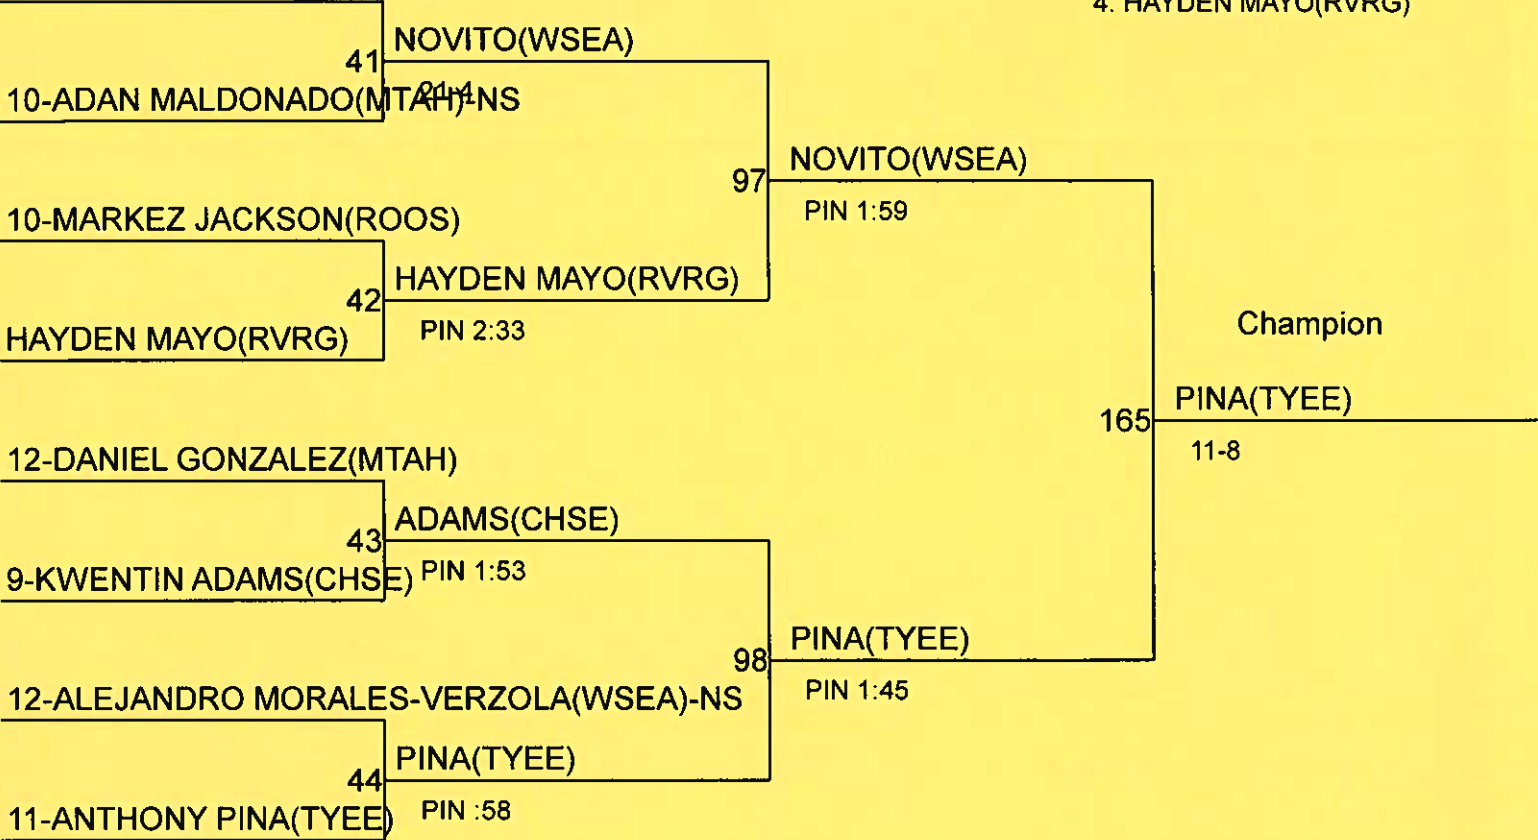 4. HAYDEN MAYO(RVRG)
NOVITO(WSEA)
41
21-4
10-ADAN MALDONADO(MTAH)-NS
NOVITO(WSEA)
97
PIN 1:59
10-MARKEZ JACKSON(ROOS)
HAYDEN MAYO(RVRG)
42
PIN 2:33
HAYDEN MAYO(RVRG)
Champion
PINA(TYEE)
165
11-8
12-DANIEL GONZALEZ(MTAH)
ADAMS(CHSE)
43
PIN 1:53
9-KWENTIN ADAMS(CHSE)
PINA(TYEE)
98
PIN 1:45
12-ALEJANDRO MORALES-VERZOLA(WSEA)-NS
PINA(TYEE)
44
PIN :58
11-ANTHONY PINA(TYEE)